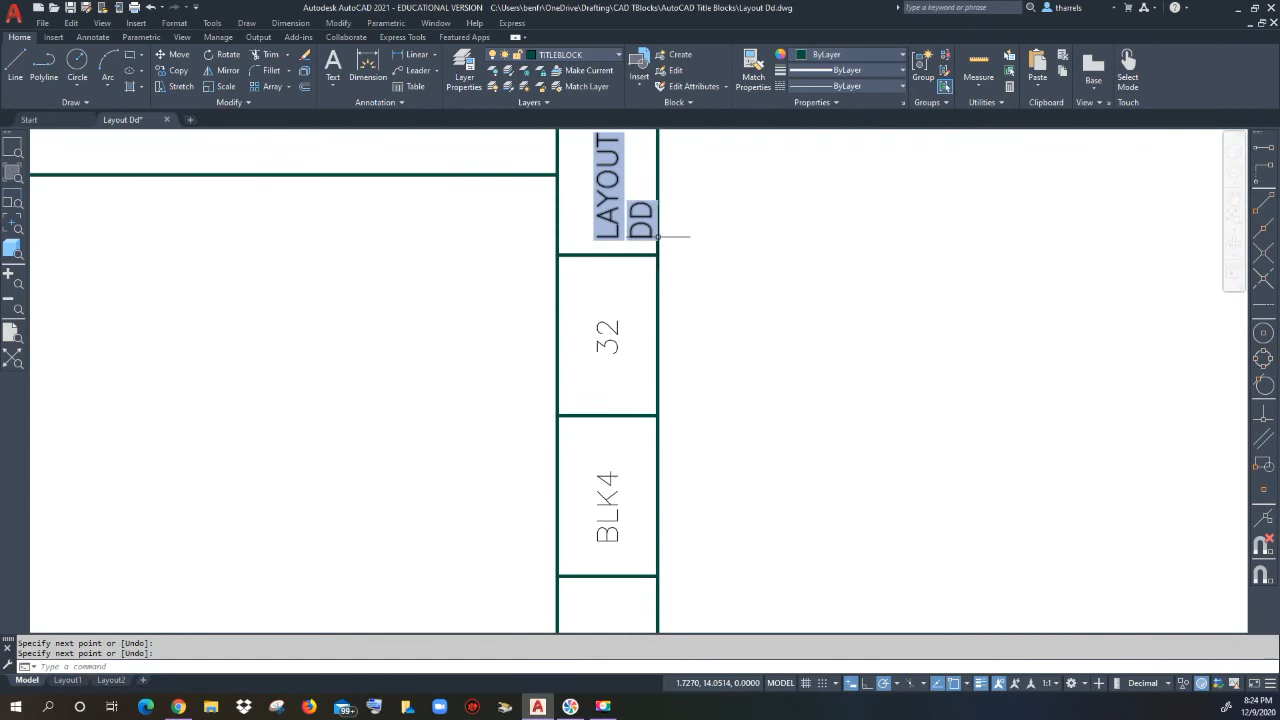 Autodesk AutoCAD 2021 - EDUCATIONAL VERSION C:\Users\benfr\OneDrive\Drafting\CAD TBlocks\AutoCAD Title Blocks\Layout Dd.dwg
Type a keyword or phrase
tharrels
File Edit View Insert Format Tools Draw Dimension Modify Parametric Window Help Express
Home Insert Annotate Parametric View Manage Output Add-ins Collaborate Express Tools Featured Apps
Line Polyline Circle Arc
Move Rotate Trim
Copy Mirror Fillet
Stretch Scale Array
Text Dimension
Linear
Leader
Table
Layer Properties
TITLEBLOCK
Make Current
Match Layer
Insert
Create
Edit
Edit Attributes
Match Properties
ByLayer
ByLayer
ByLayer
Group
Measure
Paste
Base
Select Mode
Draw Modify Annotation Layers Block Properties Groups Utilities Clipboard View Touch
Start Layout Dd*
LAYOUT
DD
32
BLK4
Specify next point or [Undo]:
Specify next point or [Undo]:
Type a command
Model Layout1 Layout2
1.7270, 14.0514, 0.0000 MODEL
1:1
Decimal
99+
8:24 PM
12/9/2020